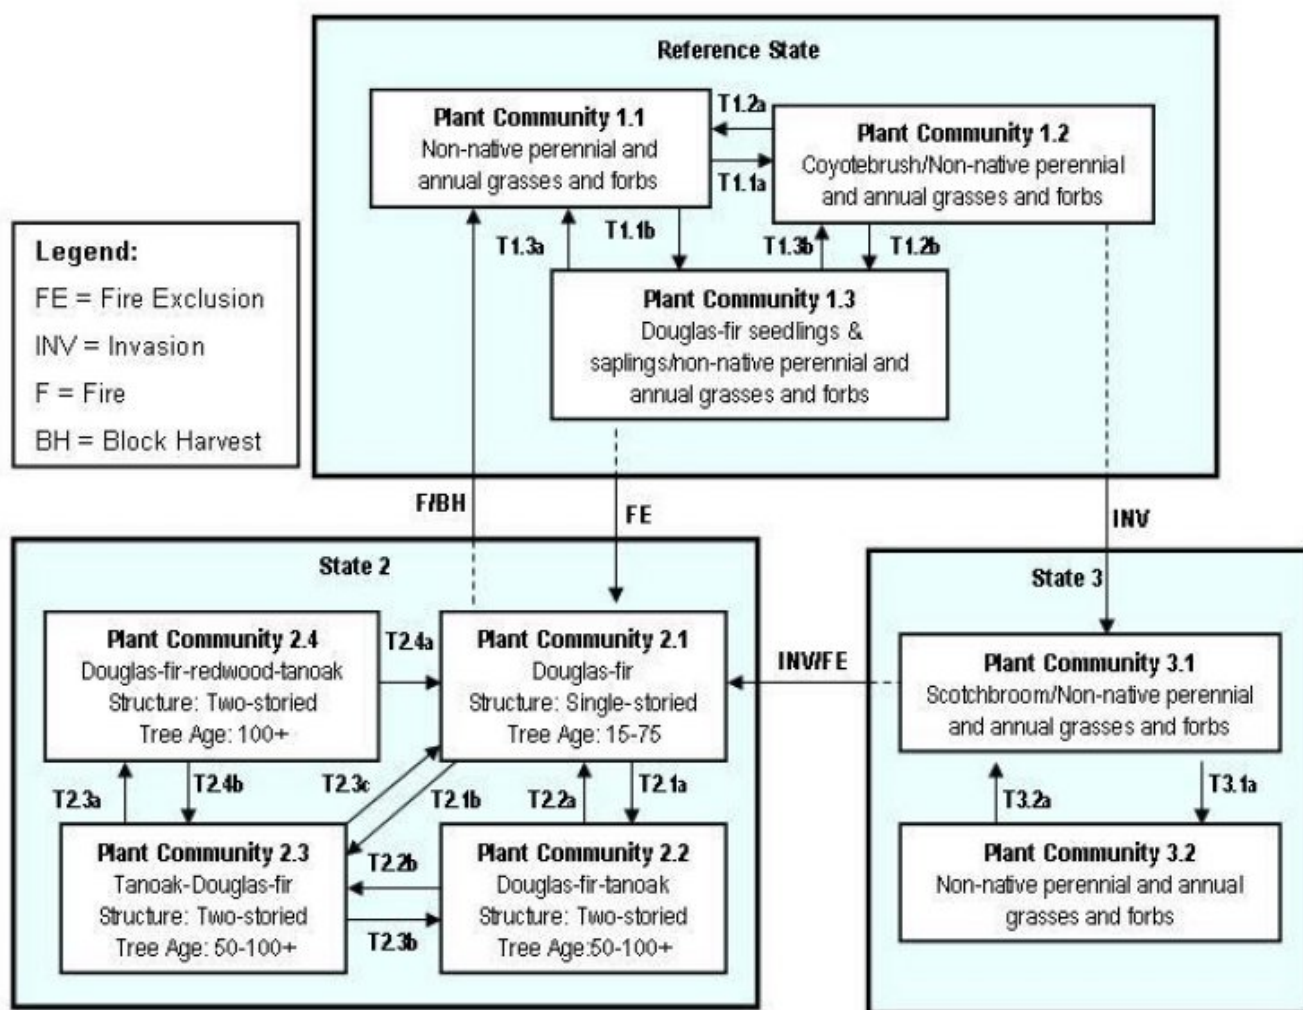 Reference State
Plant Community 1.1
Non-native perennial and
annual grasses and forbs
T1.2a
T1.1a
Plant Community 1.2
Coyotebrush/Non-native perennial
and annual grasses and forbs
T1.3a
T1.1b
T1.3b
T1.2b
Plant Community 1.3
Douglas-fir seedlings &
saplings/non-native perennial and
annual grasses and forbs
Legend:
FE = Fire Exclusion
INV = Invasion
F = Fire
BH = Block Harvest
F/BH
FE
INV
State 2
Plant Community 2.4
Douglas-fir-redwood-tanoak
Structure: Two-storied
Tree Age: 100+
T2.4a
Plant Community 2.1
Douglas-fir
Structure: Single-storied
Tree Age: 15-75
T2.3a
T2.4b
T2.3c
T2.1b
T2.2a
T2.1a
Plant Community 2.3
Tanoak-Douglas-fir
Structure: Two-storied
Tree Age: 50-100+
T2.2b
T2.3b
Plant Community 2.2
Douglas-fir-tanoak
Structure: Two-storied
Tree Age:50-100+
INV/FE
State 3
Plant Community 3.1
Scotchbroom/Non-native perennial
and annual grasses and forbs
T3.2a
T3.1a
Plant Community 3.2
Non-native perennial and annual
grasses and forbs